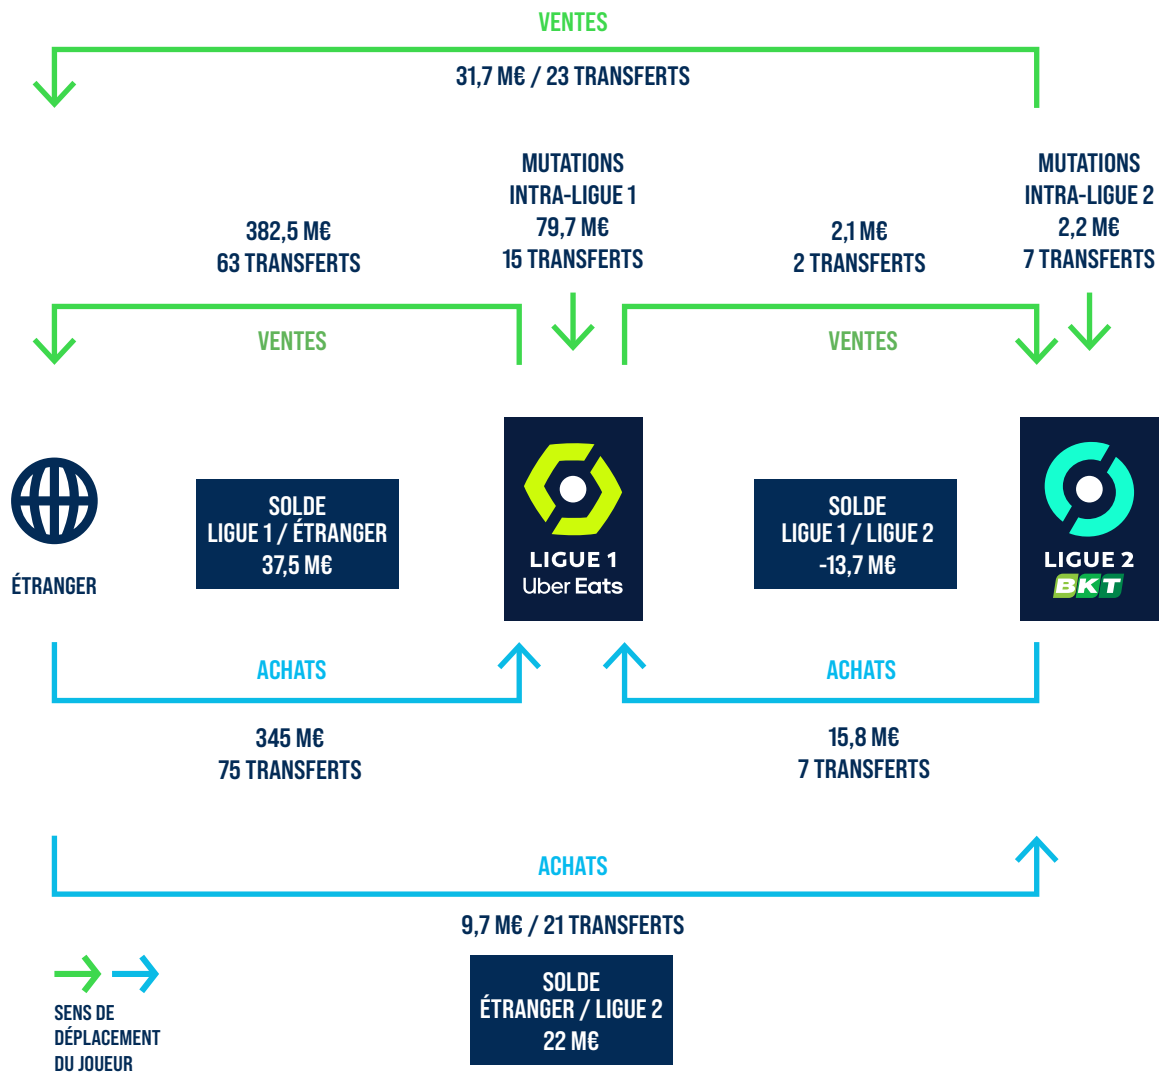 VENTES
31,7 M€ / 23 TRANSFERTS
MUTATIONS
INTRA-LIGUE 1
79,7 M€
15 TRANSFERTS
MUTATIONS
INTRA-LIGUE 2
2,2 M€
7 TRANSFERTS
382,5 M€
63 TRANSFERTS
2,1 M€
2 TRANSFERTS
VENTES
VENTES
ÉTRANGER
SOLDE
LIGUE 1 / ÉTRANGER
37,5 M€
LIGUE 1
Uber Eats
SOLDE
LIGUE 1 / LIGUE 2
-13,7 M€
LIGUE 2
BKT
ACHATS
345 M€
75 TRANSFERTS
ACHATS
15,8 M€
7 TRANSFERTS
ACHATS
9,7 M€ / 21 TRANSFERTS
SOLDE
ÉTRANGER / LIGUE 2
22 M€
SENS DE
DÉPLACEMENT
DU JOUEUR